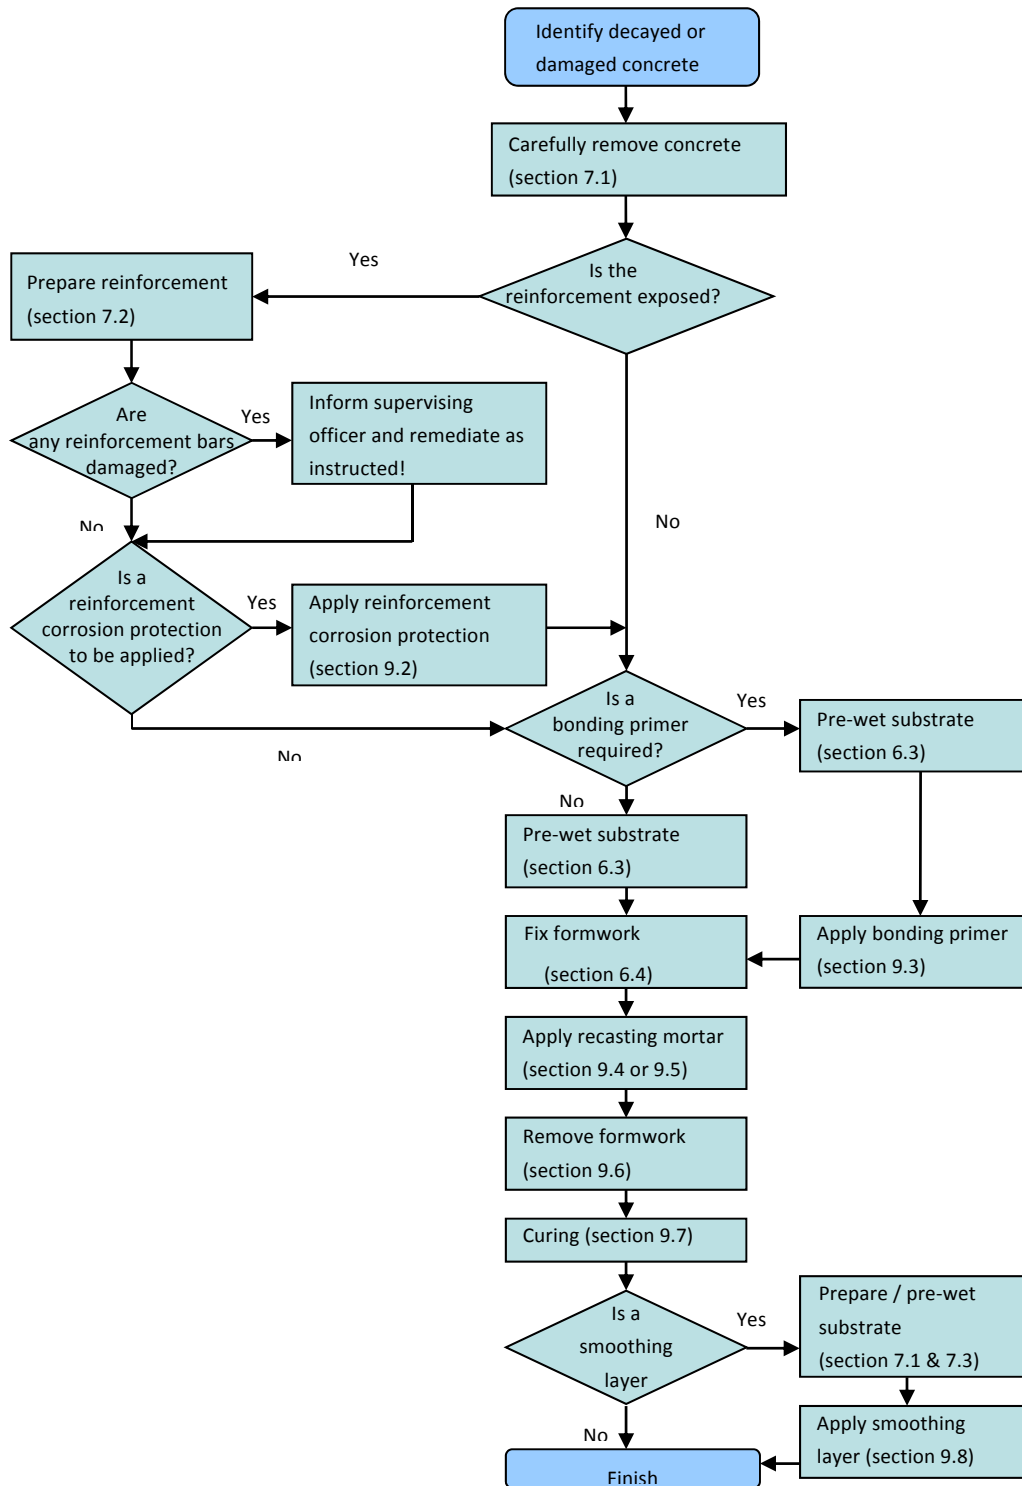 Identify decayed or
damaged concrete
Carefully remove concrete
(section 7.1)
Is the
reinforcement exposed?
Yes
Prepare reinforcement
(section 7.2)
Are
any reinforcement bars
damaged?
Yes
Inform supervising
officer and remediate as
instructed!
No
No
Is a
reinforcement
corrosion protection
to be applied?
Yes
Apply reinforcement
corrosion protection
(section 9.2)
No
Is a
bonding primer
required?
Yes
Pre-wet substrate
(section 6.3)
No
Pre-wet substrate
(section 6.3)
Fix formwork
(section 6.4)
Apply bonding primer
(section 9.3)
Apply recasting mortar
(section 9.4 or 9.5)
Remove formwork
(section 9.6)
Curing (section 9.7)
Is a
smoothing
layer
Yes
Prepare / pre-wet
substrate
(section 7.1 & 7.3)
Apply smoothing
layer (section 9.8)
No
Finish